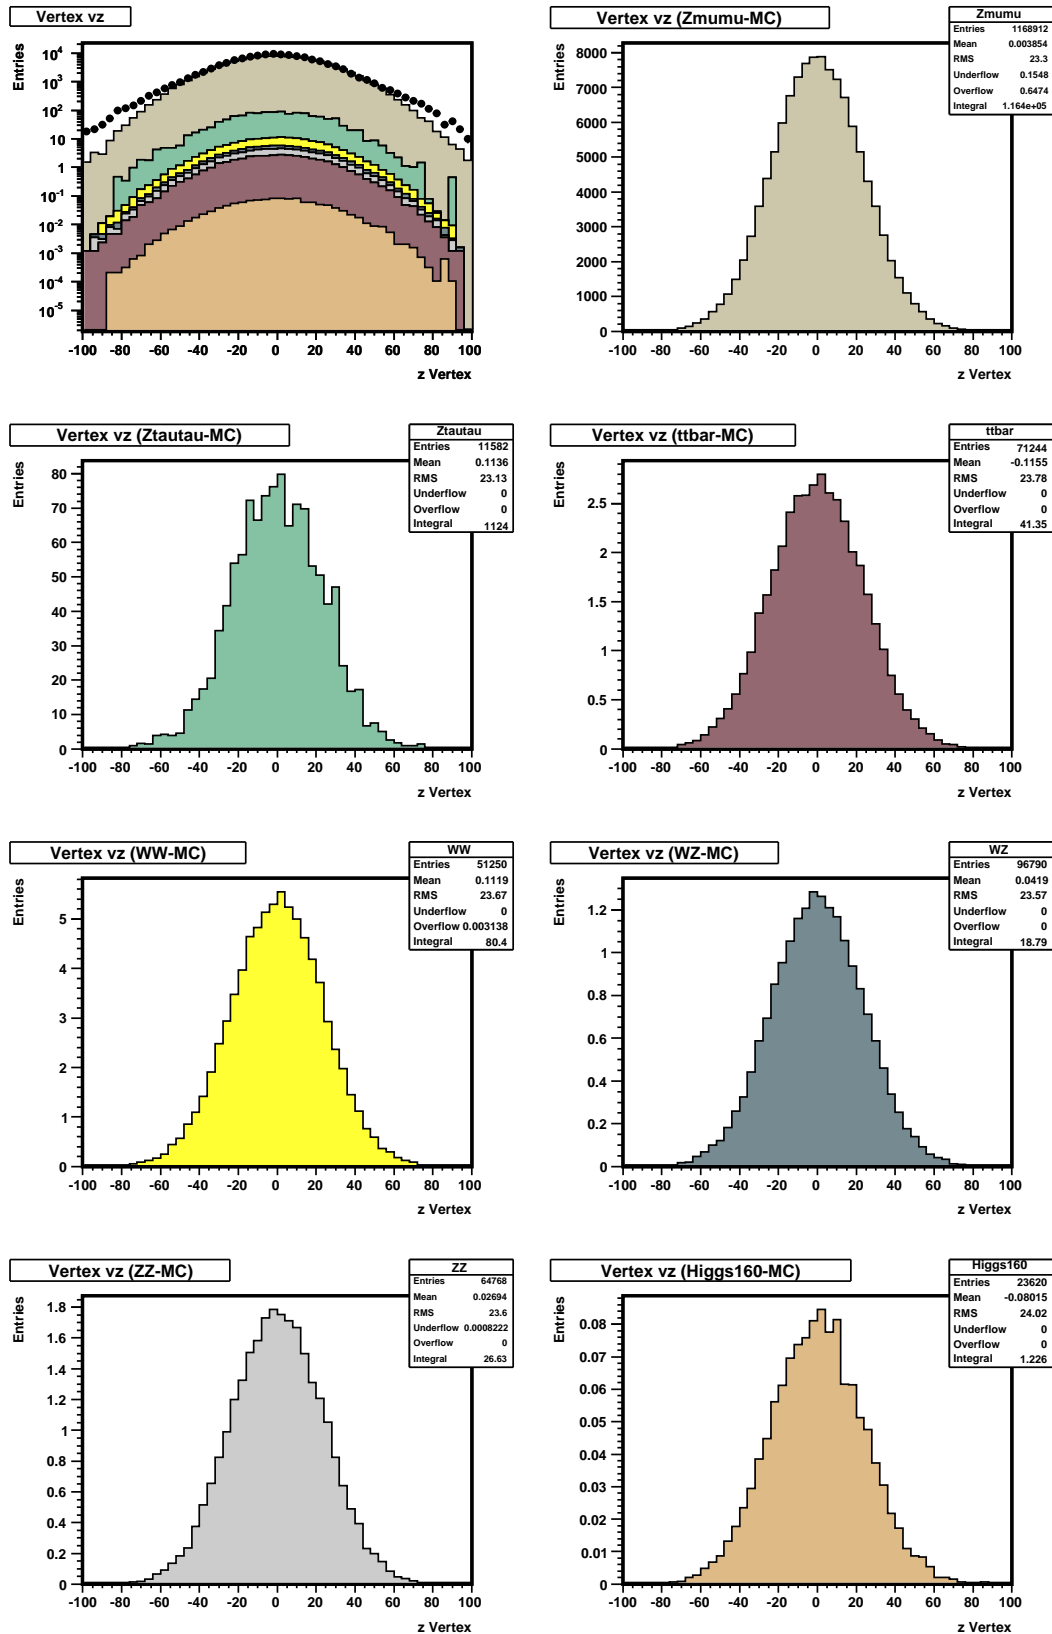 Vertex vz
Entries
10^4
10^3
10^2
10
1
10^-1
10^-2
10^-3
10^-4
10^-5
-100 -80 -60 -40 -20 0 20 40 60 80 100
z Vertex
Vertex vz (Zmumu-MC)
Zmumu
Entries 1168912
Mean 0.003854
RMS 23.3
Underflow 0.1548
Overflow 0.6474
Integral 1.164e+05
Entries
8000
7000
6000
5000
4000
3000
2000
1000
0
-100 -80 -60 -40 -20 0 20 40 60 80 100
z Vertex
Vertex vz (Ztautau-MC)
Ztautau
Entries 11582
Mean 0.1136
RMS 23.13
Underflow 0
Overflow 0
Integral 1124
Entries
80
70
60
50
40
30
20
10
0
-100 -80 -60 -40 -20 0 20 40 60 80 100
z Vertex
Vertex vz (ttbar-MC)
ttbar
Entries 71244
Mean -0.1155
RMS 23.78
Underflow 0
Overflow 0
Integral 41.35
Entries
2.5
2
1.5
1
0.5
0
-100 -80 -60 -40 -20 0 20 40 60 80 100
z Vertex
Vertex vz (WW-MC)
WW
Entries 51250
Mean 0.1119
RMS 23.67
Underflow 0
Overflow 0.003138
Integral 80.4
Entries
5
4
3
2
1
0
-100 -80 -60 -40 -20 0 20 40 60 80 100
z Vertex
Vertex vz (WZ-MC)
WZ
Entries 96790
Mean 0.0419
RMS 23.57
Underflow 0
Overflow 0
Integral 18.79
Entries
1.2
1
0.8
0.6
0.4
0.2
0
-100 -80 -60 -40 -20 0 20 40 60 80 100
z Vertex
Vertex vz (ZZ-MC)
ZZ
Entries 64768
Mean 0.02694
RMS 23.6
Underflow 0.0008222
Overflow 0
Integral 26.63
Entries
1.8
1.6
1.4
1.2
1
0.8
0.6
0.4
0.2
0
-100 -80 -60 -40 -20 0 20 40 60 80 100
z Vertex
Vertex vz (Higgs160-MC)
Higgs160
Entries 23620
Mean -0.08015
RMS 24.02
Underflow 0
Overflow 0
Integral 1.226
Entries
0.08
0.07
0.06
0.05
0.04
0.03
0.02
0.01
0
-100 -80 -60 -40 -20 0 20 40 60 80 100
z Vertex